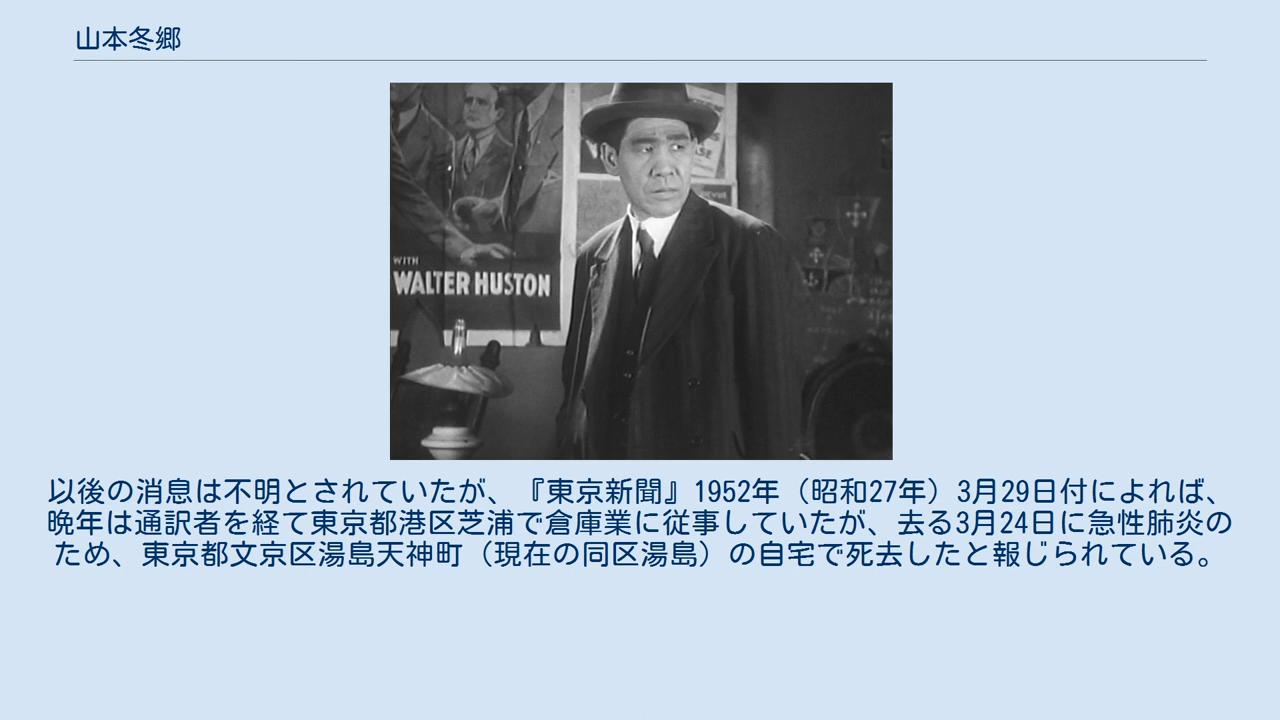 山本冬郷
WITH
WALTER HUSTON
以後の消息は不明とされていたが、『東京新聞』1952年（昭和27年）3月29日付によれば、
晩年は通訳者を経て東京都港区芝浦で倉庫業に従事していたが、去る3月24日に急性肺炎の
ため、東京都文京区湯島天神町（現在の同区湯島）の自宅で死去したと報じられている。